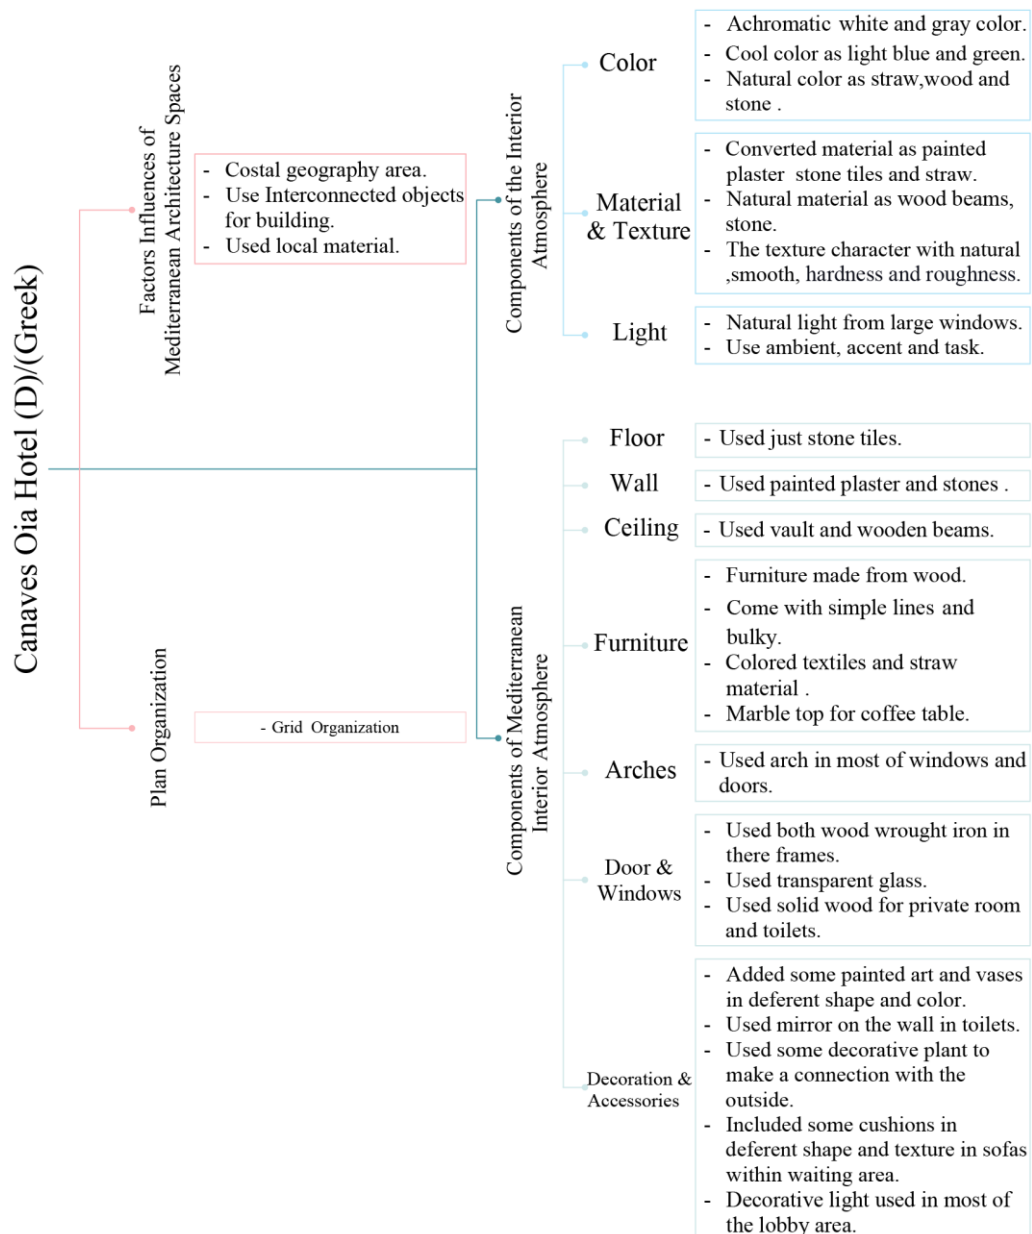 Canaves Oia Hotel (D)/(Greek)
Factors Influences of
Mediterranean Architecture Spaces
- Costal geography area.
- Use Interconnected objects
for building.
- Used local material.
Plan Organization
- Grid Organization
Components of the Interior
Atmosphere
Color
- Achromatic white and gray color.
- Cool color as light blue and green.
- Natural color as straw,wood and
stone .
Material
& Texture
- Converted material as painted
plaster stone tiles and straw.
- Natural material as wood beams,
stone.
- The texture character with natural
,smooth, hardness and roughness.
Light
- Natural light from large windows.
- Use ambient, accent and task.
Components of Mediterranean
Interior Atmosphere
Floor
- Used just stone tiles.
Wall
- Used painted plaster and stones .
Ceiling
- Used vault and wooden beams.
Furniture
- Furniture made from wood.
- Come with simple lines and
bulky.
- Colored textiles and straw
material .
- Marble top for coffee table.
Arches
- Used arch in most of windows and
doors.
Door &
Windows
- Used both wood wrought iron in
there frames.
- Used transparent glass.
- Used solid wood for private room
and toilets.
Decoration &
Accessories
- Added some painted art and vases
in deferent shape and color.
- Used mirror on the wall in toilets.
- Used some decorative plant to
make a connection with the
outside.
- Included some cushions in
deferent shape and texture in sofas
within waiting area.
- Decorative light used in most of
the lobby area.